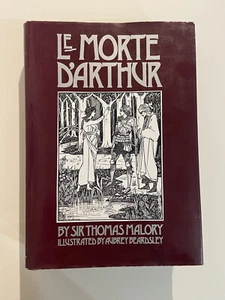 LE MORTE
D'ARTHUR
BY SIR THOMAS MALORY
ILLUSTRATED BY AUBREY BEARDSLEY